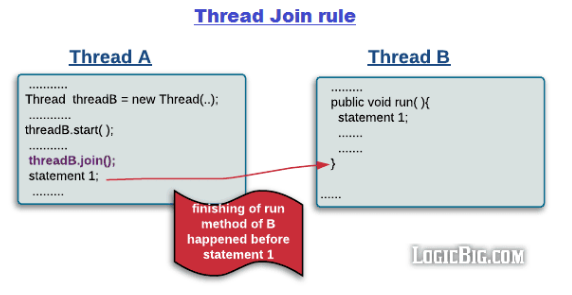 Thread Join rule
Thread A
...........
Thread threadB = new Thread(..);
............
threadB.start( );
...........
threadB.join();
statement 1;
.........
Thread B
.........
public void run( ){
statement 1;
.......
.......
}
......
finishing of run
method of B
happened before
statement 1
LogicBig.com